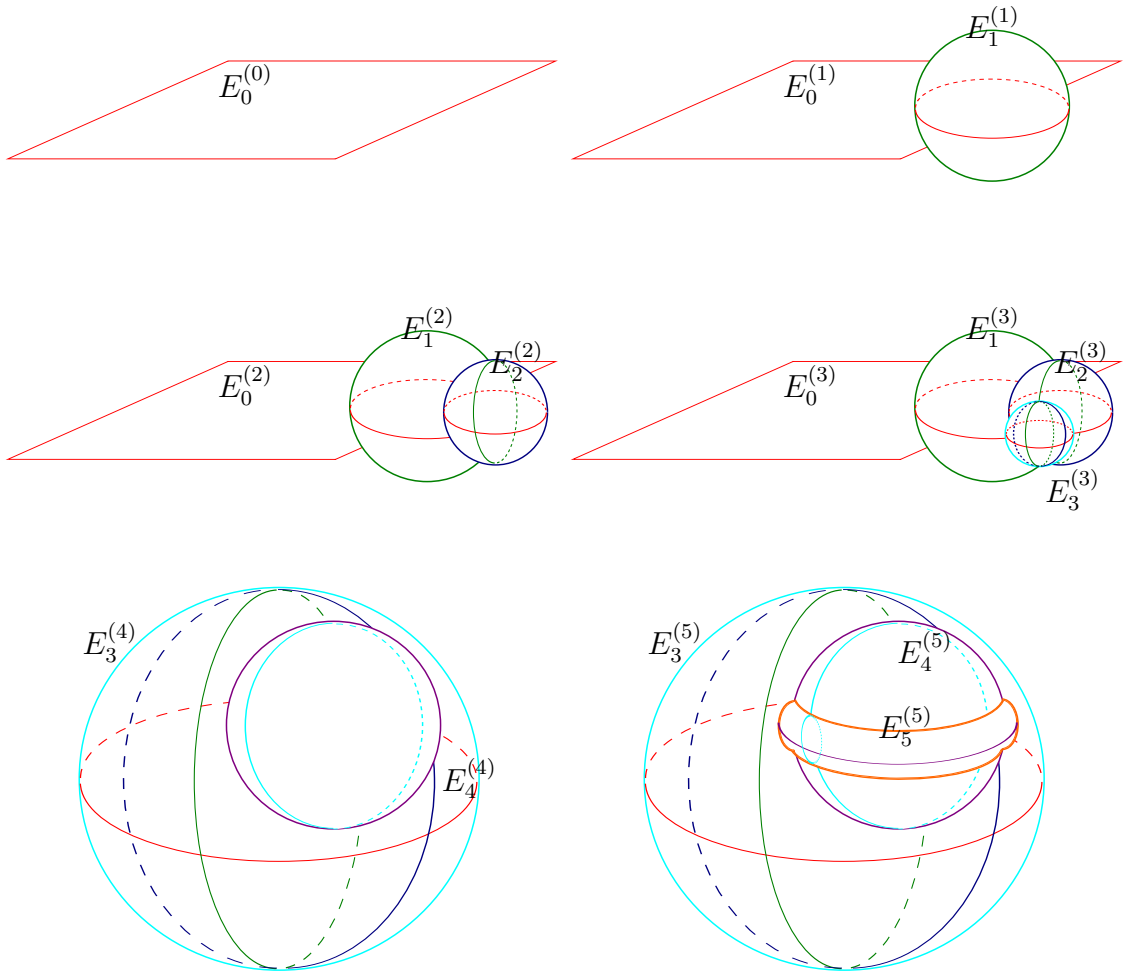 E_0^{(0)}
E_0^{(1)} E_1^{(1)}
E_0^{(2)} E_1^{(2)} E_2^{(2)}
E_0^{(3)} E_1^{(3)} E_2^{(3)}
E_3^{(3)}
E_3^{(4)}
E_4^{(4)}
E_3^{(5)} E_4^{(5)}
E_5^{(5)}